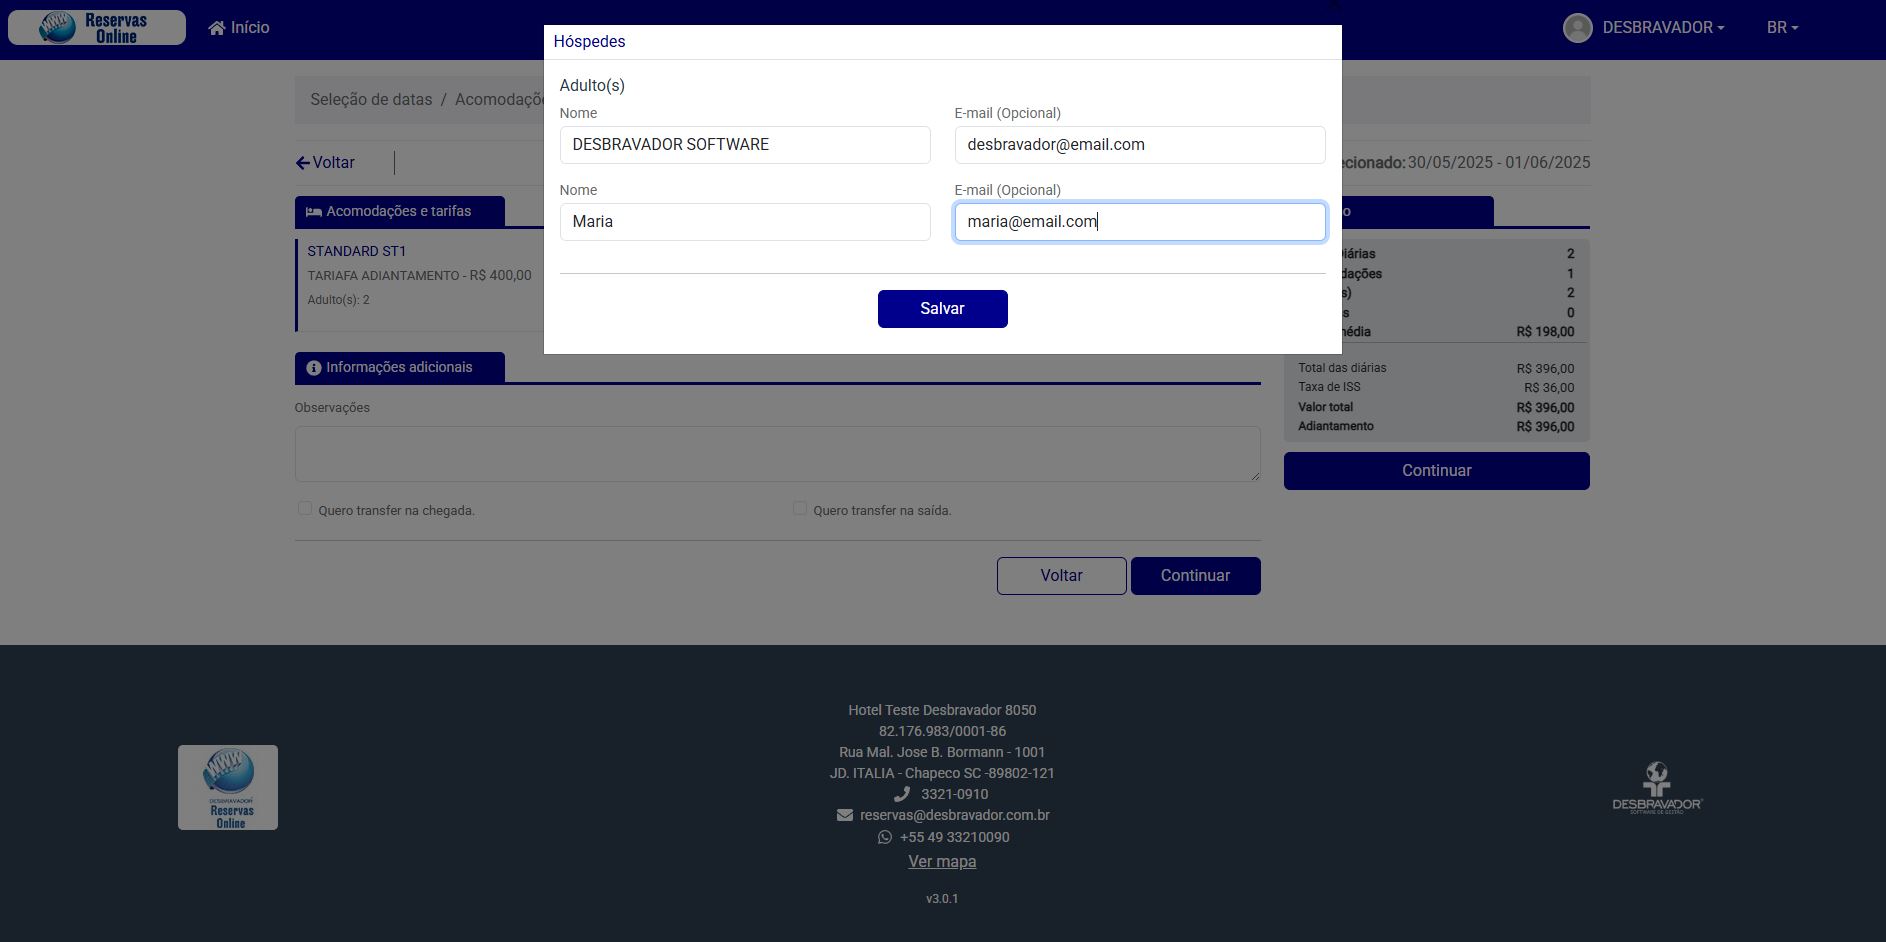 Reservas
Online
Início
DESBRAVADOR
BR
Hóspedes
Adulto(s)
Nome
E-mail (Opcional)
DESBRAVADOR SOFTWARE
desbravador@email.com
Nome
E-mail (Opcional)
Maria
maria@email.com
Salvar
Seleção de datas / Acomodaçõe
Voltar
ecionado: 30/05/2025 - 01/06/2025
Acomodações e tarifas
STANDARD ST1
TARIAFA ADIANTAMENTO - R$ 400,00
Adulto(s): 2
o
iárias 2
dações 1
s) 2
s 0
nédia R$ 198,00
Total das diárias R$ 396,00
Taxa de ISS R$ 36,00
Valor total R$ 396,00
Adiantamento R$ 396,00
Continuar
Informações adicionais
Observações
Quero transfer na chegada.
Quero transfer na saída.
Voltar
Continuar
WWW
DESBRAVADOR
Reservas
Online
Hotel Teste Desbravador 8050
82.176.983/0001-86
Rua Mal. Jose B. Bormann - 1001
JD. ITALIA - Chapeco SC -89802-121
3321-0910
reservas@desbravador.com.br
+55 49 33210090
Ver mapa
v3.0.1
DESBRAVADOR
SOFTWARE DE GESTÃO